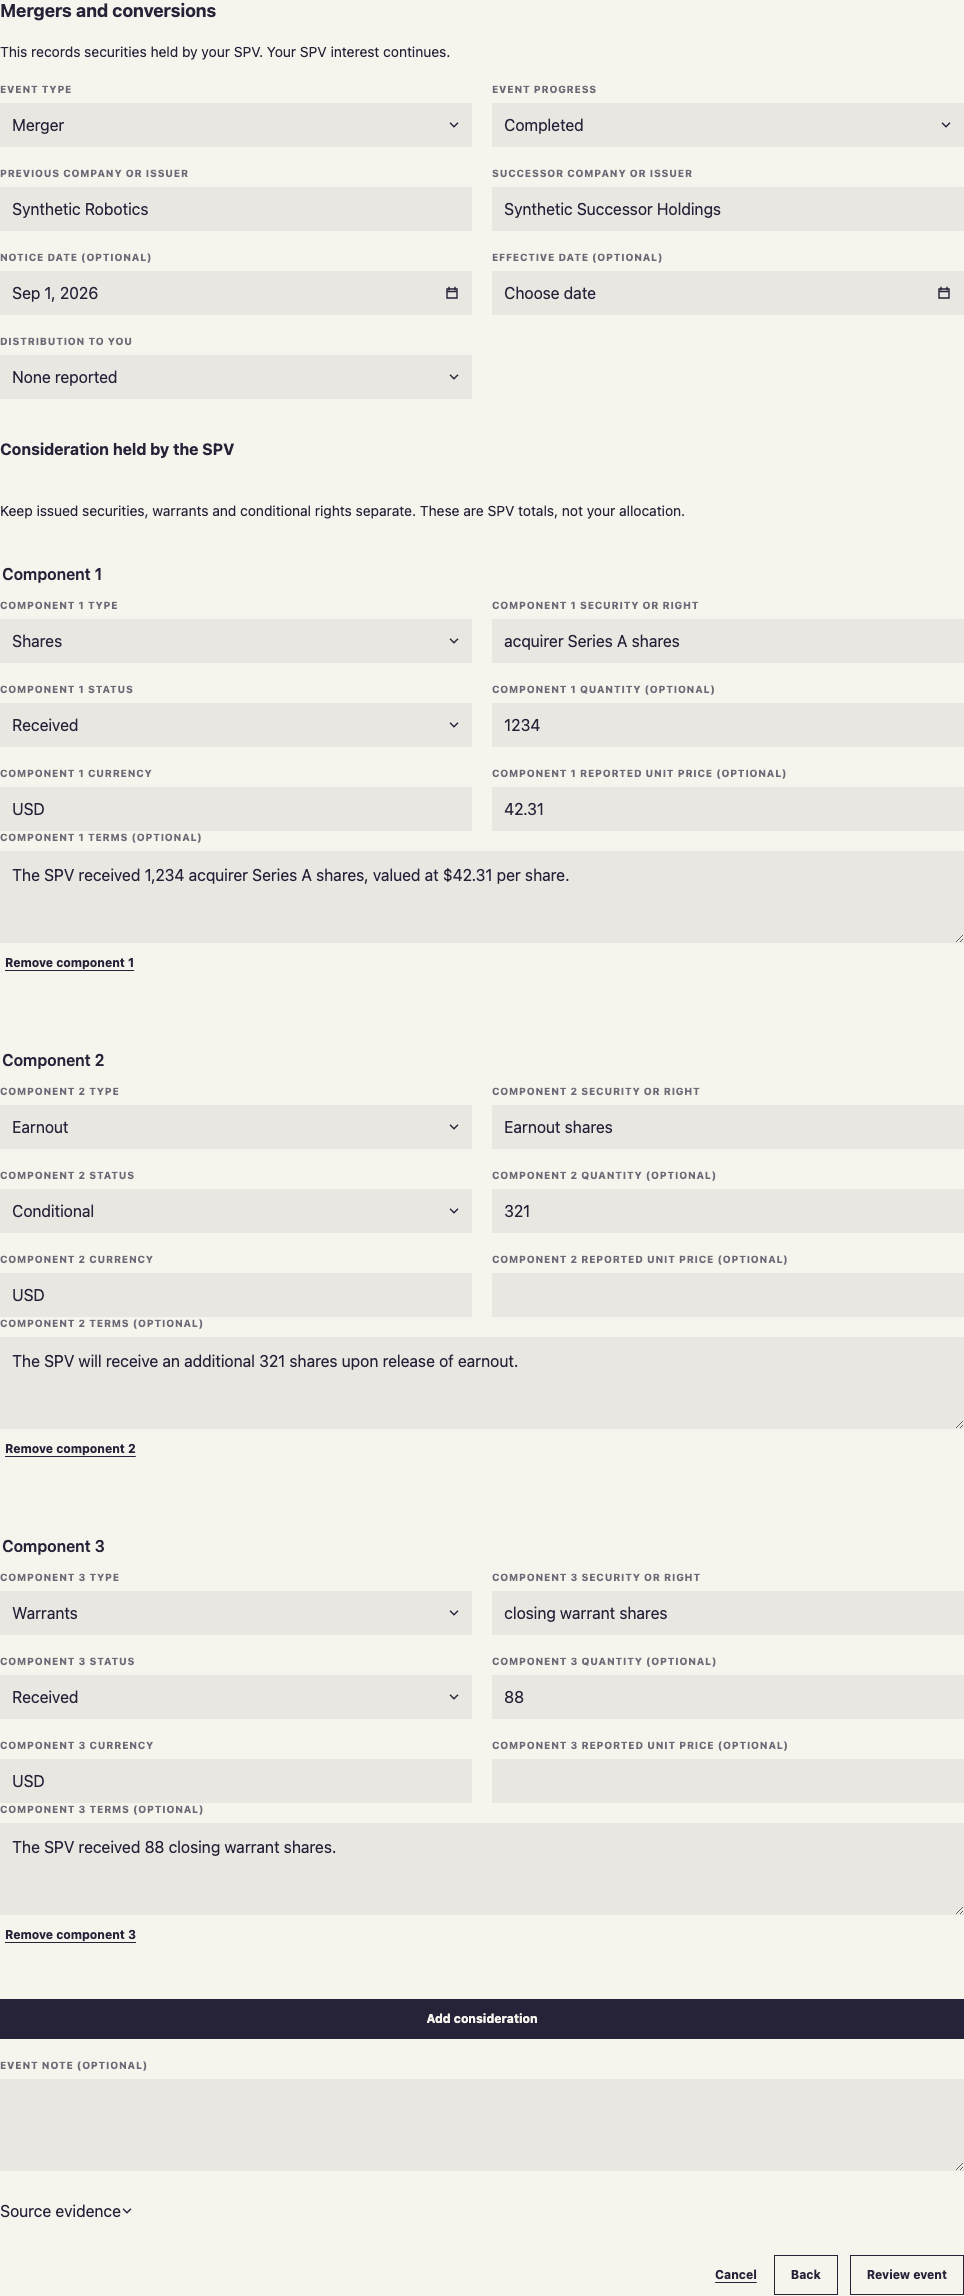 Mergers and conversions
This records securities held by your SPV. Your SPV interest continues.
EVENT TYPE
Merger
EVENT PROGRESS
Completed
PREVIOUS COMPANY OR ISSUER
Synthetic Robotics
SUCCESSOR COMPANY OR ISSUER
Synthetic Successor Holdings
NOTICE DATE (OPTIONAL)
Sep 1, 2026
EFFECTIVE DATE (OPTIONAL)
Choose date
DISTRIBUTION TO YOU
None reported
Consideration held by the SPV
Keep issued securities, warrants and conditional rights separate. These are SPV totals, not your allocation.
Component 1
COMPONENT 1 TYPE
Shares
COMPONENT 1 SECURITY OR RIGHT
acquirer Series A shares
COMPONENT 1 STATUS
Received
COMPONENT 1 QUANTITY (OPTIONAL)
1234
COMPONENT 1 CURRENCY
USD
COMPONENT 1 REPORTED UNIT PRICE (OPTIONAL)
42.31
COMPONENT 1 TERMS (OPTIONAL)
The SPV received 1,234 acquirer Series A shares, valued at $42.31 per share.
Remove component 1
Component 2
COMPONENT 2 TYPE
Earnout
COMPONENT 2 SECURITY OR RIGHT
Earnout shares
COMPONENT 2 STATUS
Conditional
COMPONENT 2 QUANTITY (OPTIONAL)
321
COMPONENT 2 CURRENCY
USD
COMPONENT 2 REPORTED UNIT PRICE (OPTIONAL)
COMPONENT 2 TERMS (OPTIONAL)
The SPV will receive an additional 321 shares upon release of earnout.
Remove component 2
Component 3
COMPONENT 3 TYPE
Warrants
COMPONENT 3 SECURITY OR RIGHT
closing warrant shares
COMPONENT 3 STATUS
Received
COMPONENT 3 QUANTITY (OPTIONAL)
88
COMPONENT 3 CURRENCY
USD
COMPONENT 3 REPORTED UNIT PRICE (OPTIONAL)
COMPONENT 3 TERMS (OPTIONAL)
The SPV received 88 closing warrant shares.
Remove component 3
Add consideration
EVENT NOTE (OPTIONAL)
Source evidence
Cancel
Back
Review event